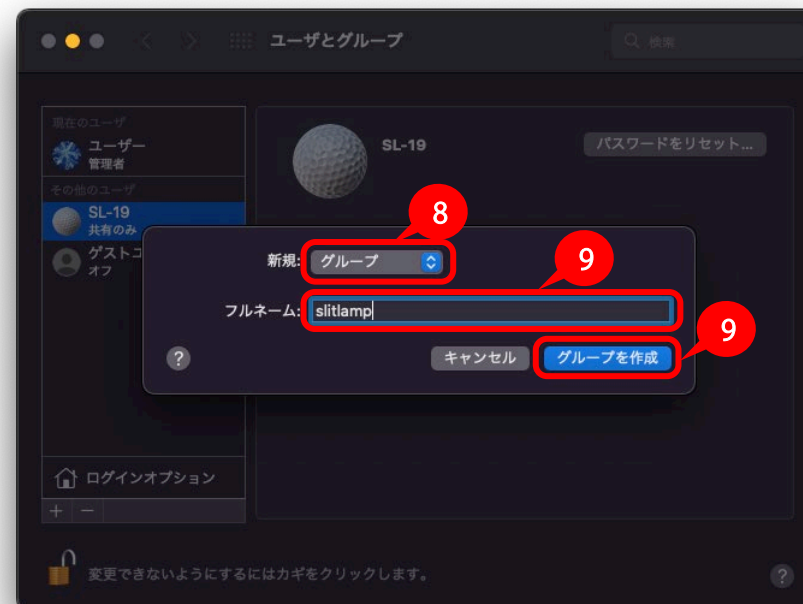 ユーザとグループ
検索
現在のユーザ
ユーザー
管理者
その他のユーザ
SL-19
共有のみ
ゲストユ
オフ
SL-19
パスワードをリセット...
8
新規: グループ
9
フルネーム: slitlamp
9
? キャンセル グループを作成
ログインオプション
+ −
変更できないようにするにはカギをクリックします。
?